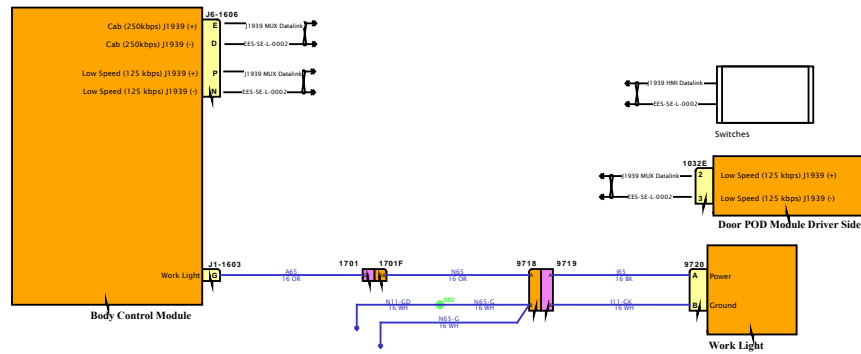 J6-1606
Cab (250kbps) J1939 (+)
E
J1939 MUX Datalink
Cab (250kbps) J1939 (-)
D
EES-SE-L-0002
Low Speed (125 kbps) J1939 (+)
P
J1939 MUX Datalink
Low Speed (125 kbps) J1939 (-)
N
EES-SE-L-0002
J1939 HMI Datalink
EES-SE-L-0002
Switches
1032E
J1939 MUX Datalink
2
Low Speed (125 kbps) J1939 (+)
EES-SE-L-0002
3
Low Speed (125 kbps) J1939 (-)
Door POD Module Driver Side
J1-1603
1701
1701F
9718
9719
9720
Work Light
G
A65
16 OR
N65
16 OR
A
A
J65
16 BK
A
Power
N11-GD
16 WH
SB2
N65-G
16 WH
J11-GK
16 WH
B
Ground
N65-G
16 WH
Body Control Module
Work Light